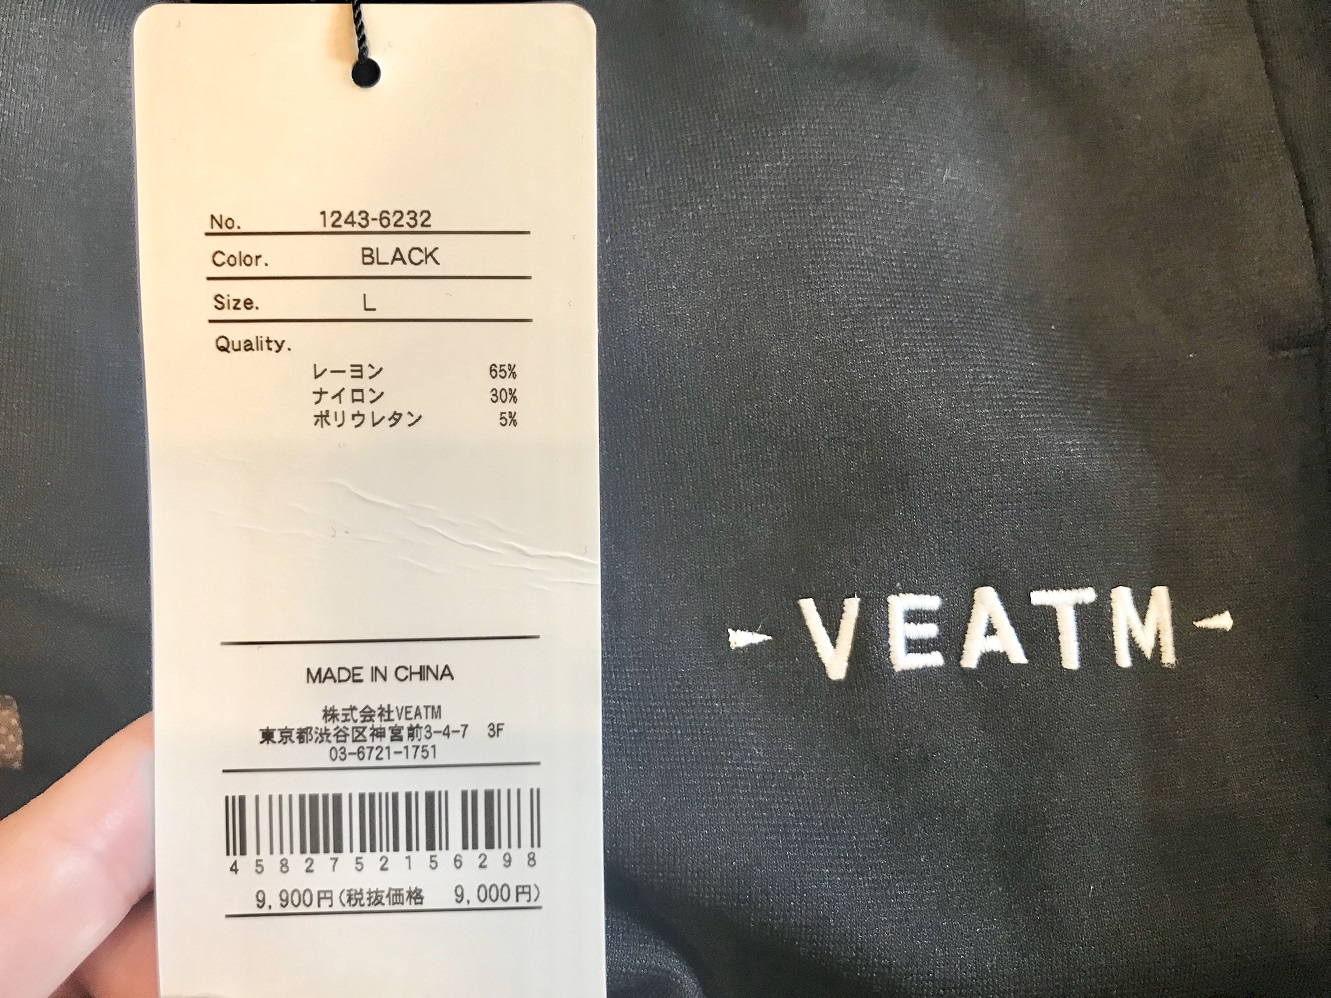 No. 1243-6232
Color. BLACK
Size. L
Quality.
レーヨン 65%
ナイロン 30%
ポリウレタン 5%
MADE IN CHINA
株式会社VEATM
東京都渋谷区神宮前3-4-7 3F
03-6721-1751
4582752156298
9,900円(税抜価格 9,000円)
VEATM